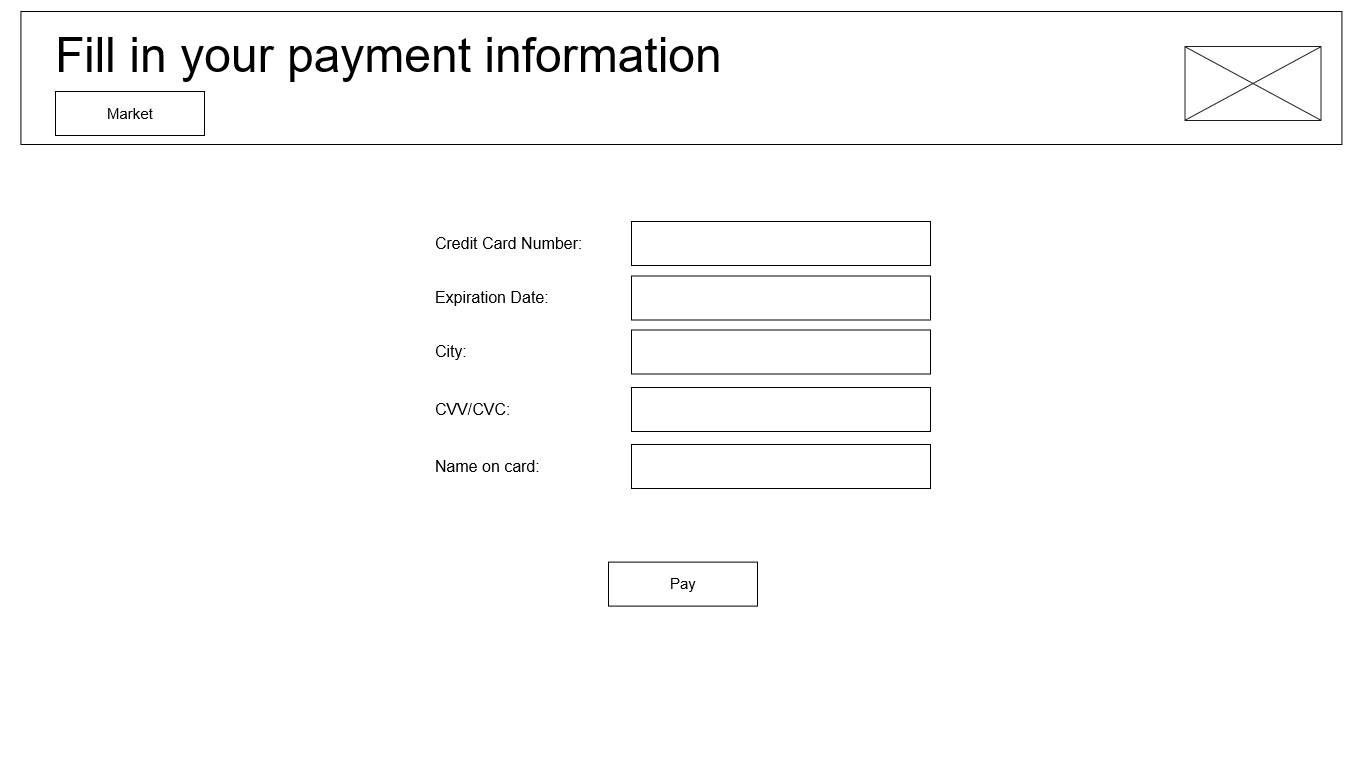 Fill in your payment information
Market
Credit Card Number:
Expiration Date:
City:
CVV/CVC:
Name on card:
Pay